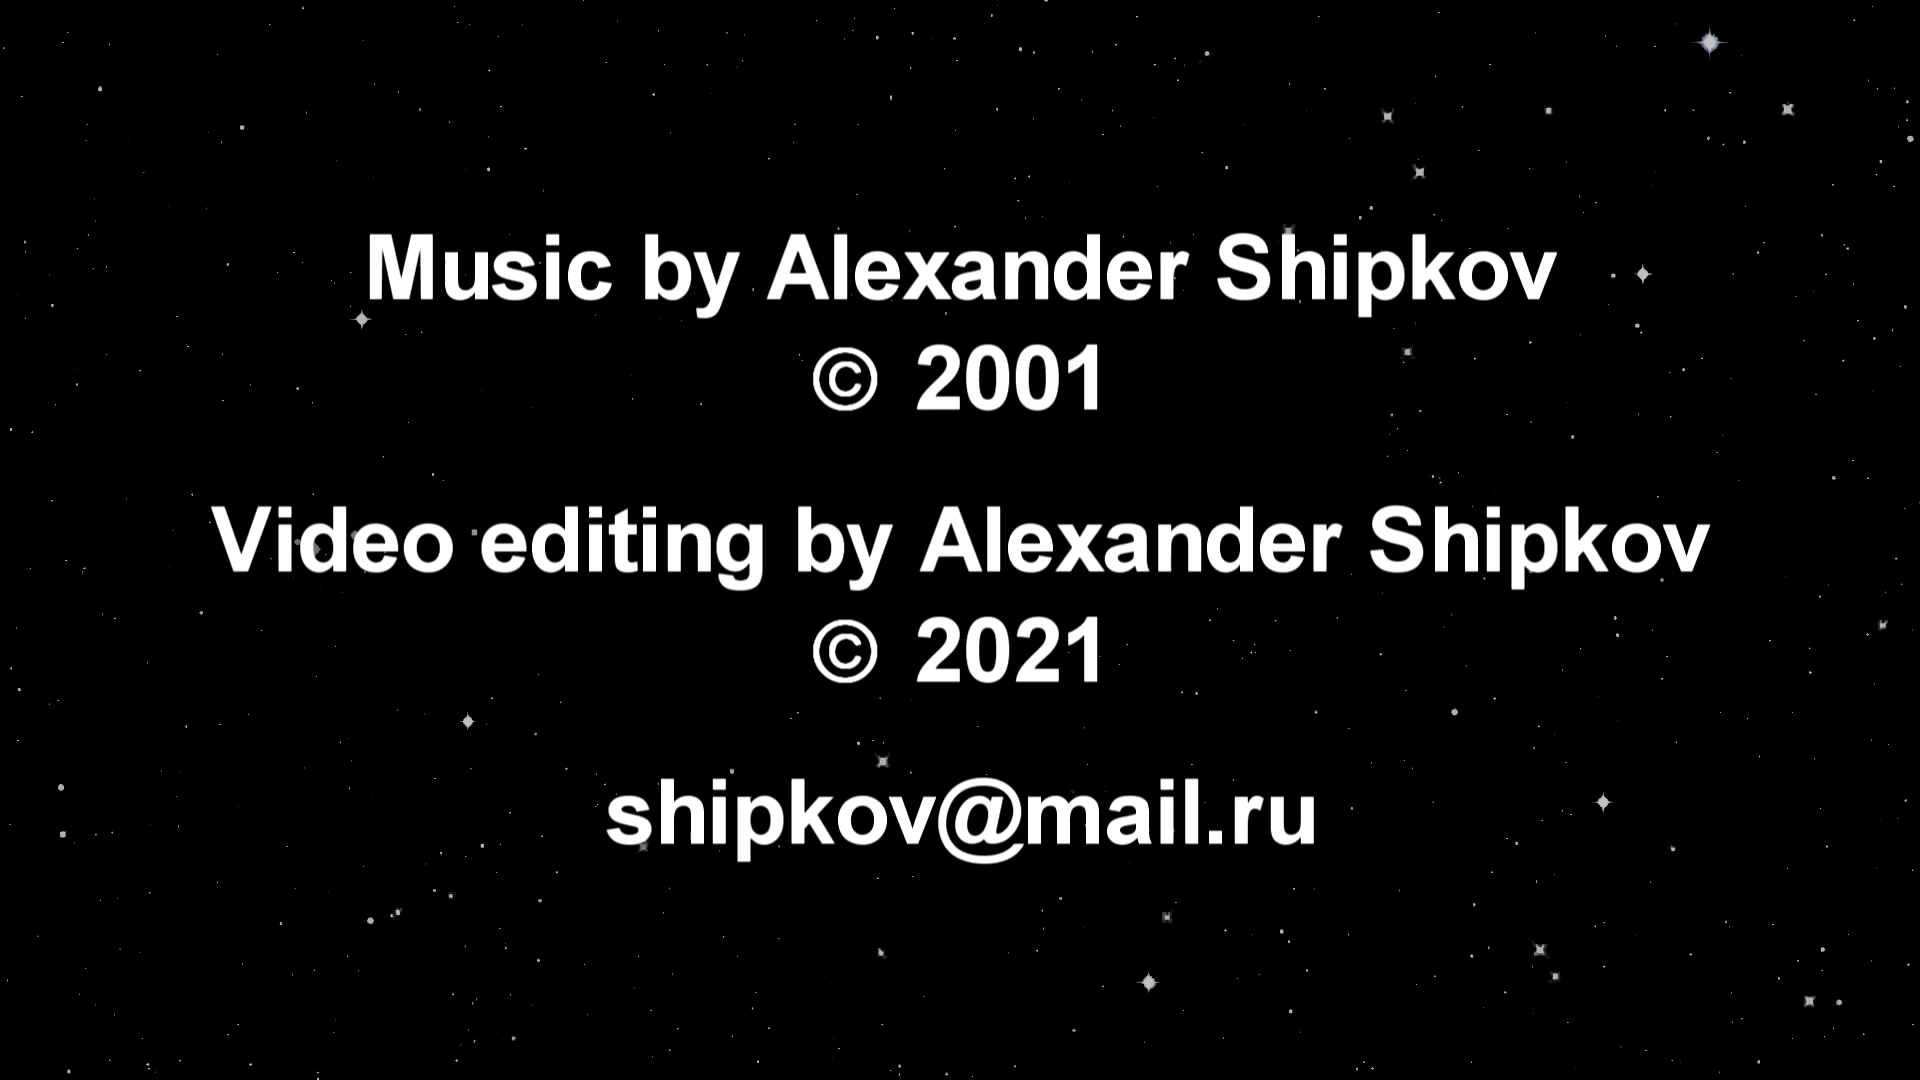 Music by Alexander Shipkov
© 2001
Video editing by Alexander Shipkov
© 2021
shipkov@mail.ru